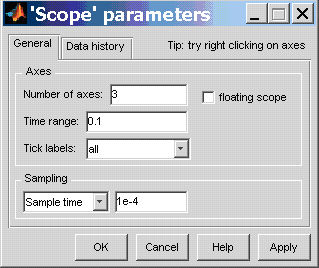 'Scope' parameters
General Data history Tip: try right clicking on axes
Axes
Number of axes: 3 floating scope
Time range: 0.1
Tick labels: all
Sampling
Sample time 1e-4
OK Cancel Help Apply